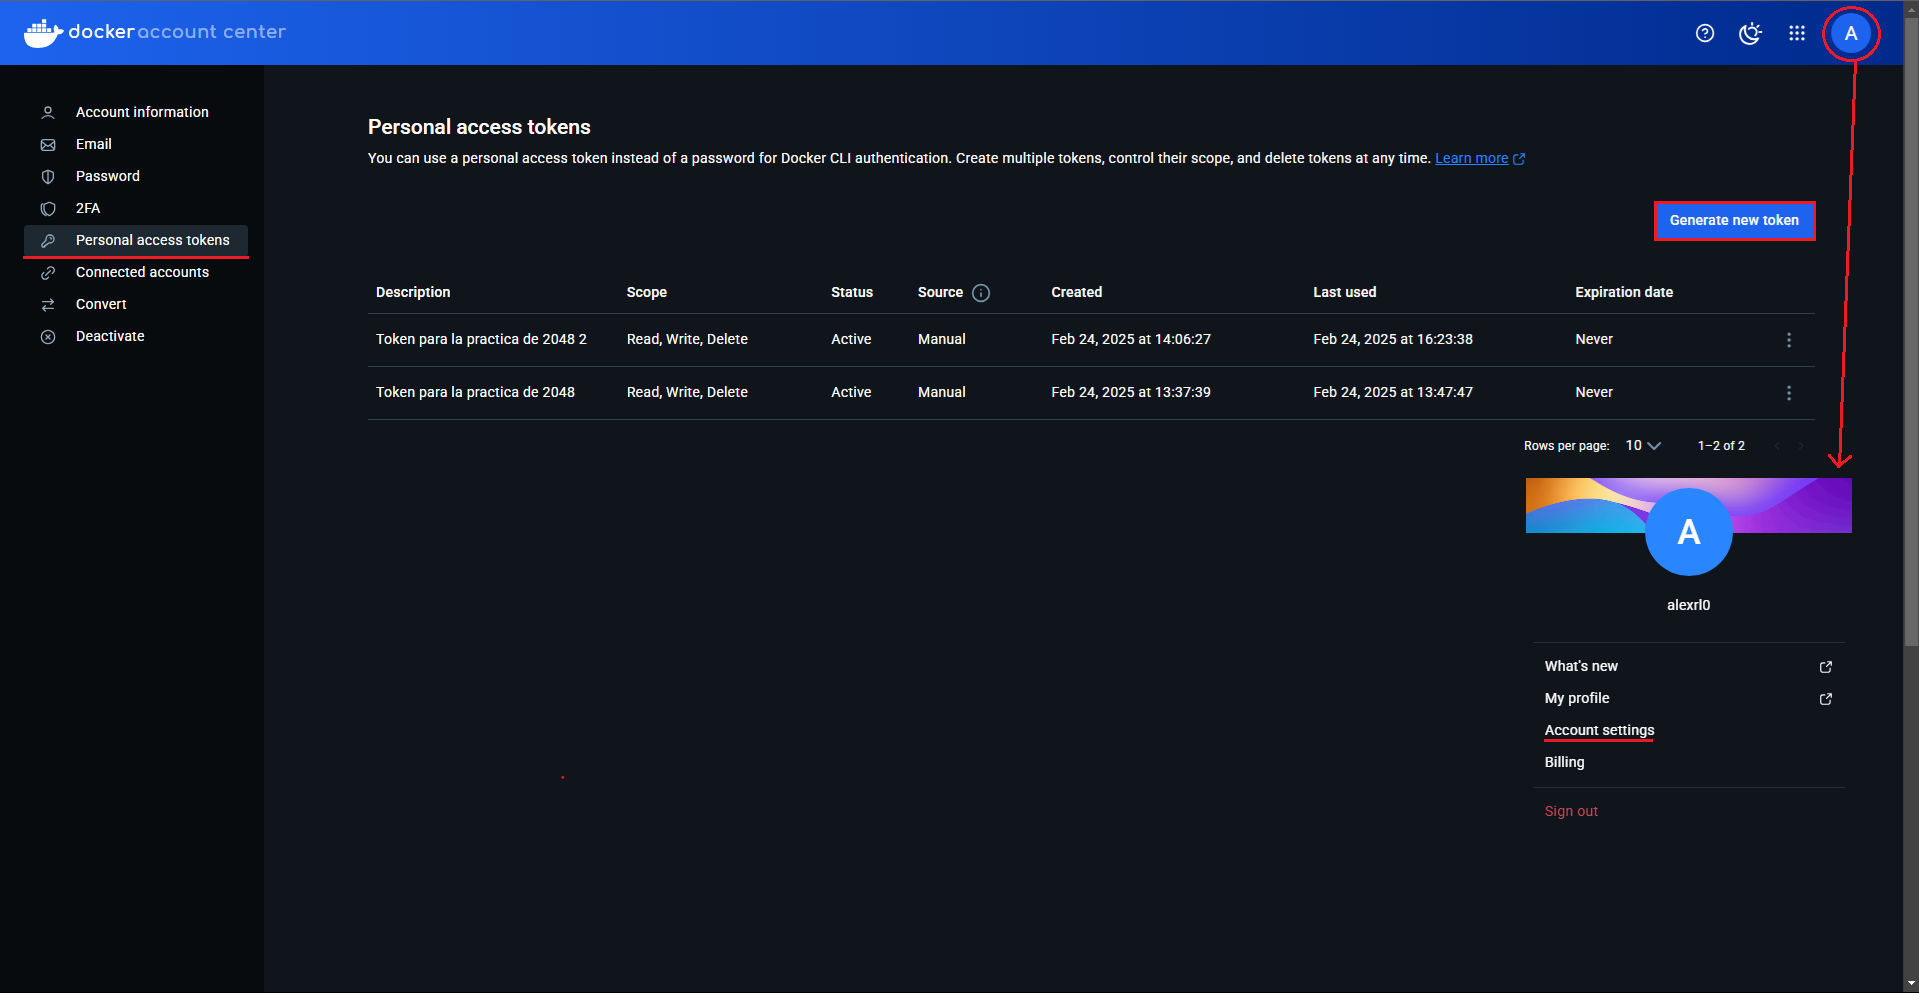 docker account center
A
Account information
Email
Password
2FA
Personal access tokens
Connected accounts
Convert
Deactivate
Personal access tokens
You can use a personal access token instead of a password for Docker CLI authentication. Create multiple tokens, control their scope, and delete tokens at any time. Learn more
Generate new token
Description Scope Status Source Created Last used Expiration date
Token para la practica de 2048 2 Read, Write, Delete Active Manual Feb 24, 2025 at 14:06:27 Feb 24, 2025 at 16:23:38 Never
Token para la practica de 2048 Read, Write, Delete Active Manual Feb 24, 2025 at 13:37:39 Feb 24, 2025 at 13:47:47 Never
Rows per page: 10 1–2 of 2
A
alexrl0
What's new
My profile
Account settings
Billing
Sign out